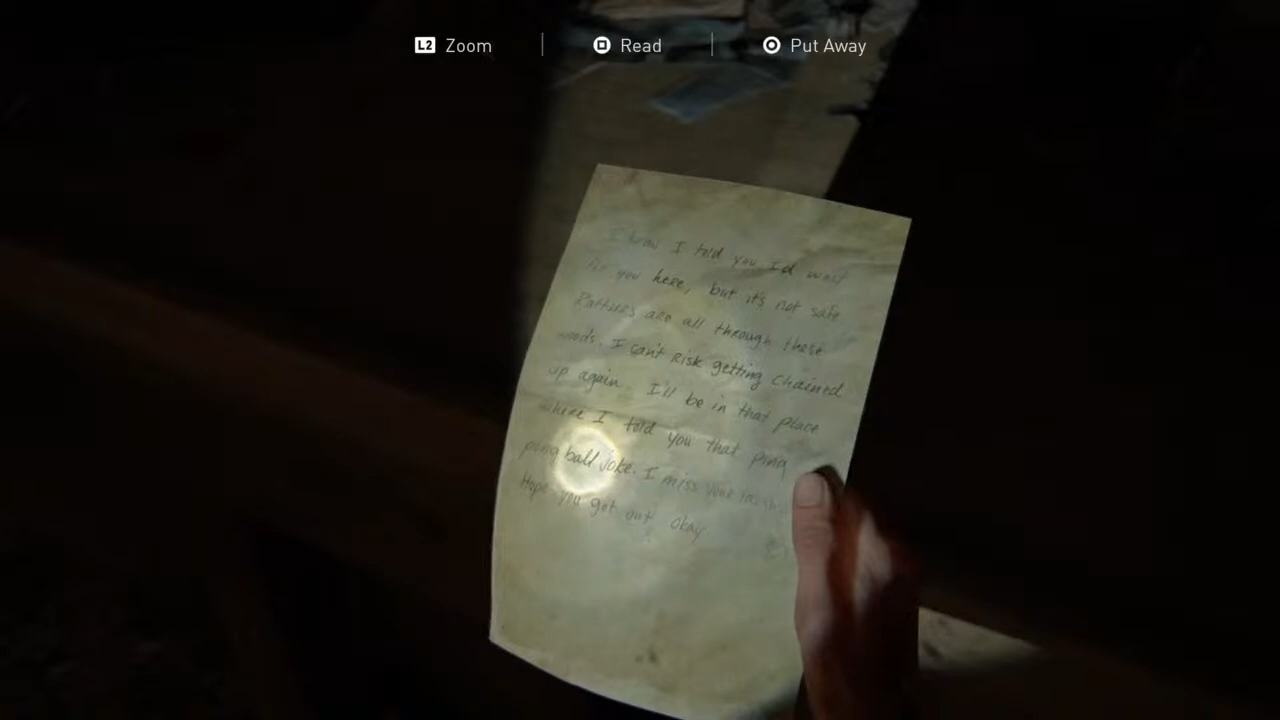 L2 Zoom | Read | Put Away
I know I told you I'd wait
for you here, but it's not safe
Rattlers are all through these
woods. I can't risk getting chained
up again. I'll be in that place
where I told you that ping
pong ball joke. I miss your laugh.
Hope you got out okay